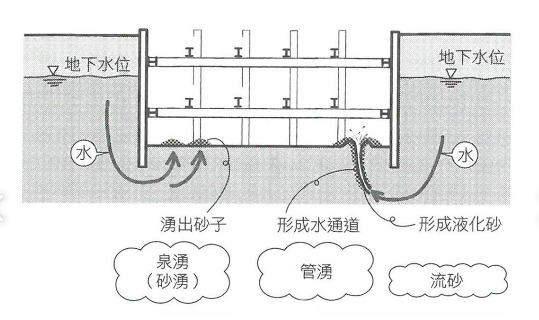 地下水位
地下水位
水
水
湧出砂子
形成水通道
形成液化砂
泉湧
（砂湧）
管湧
流砂